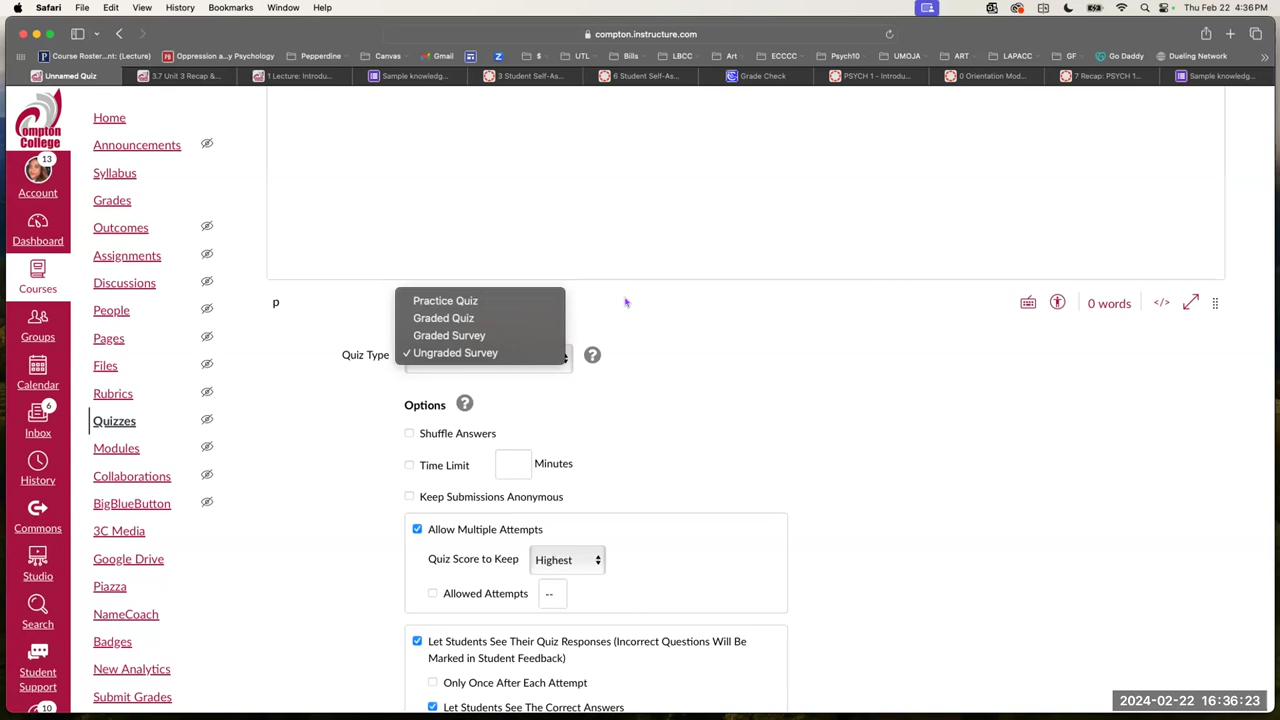 Safari File Edit View History Bookmarks Window Help
Thu Feb 22 4:36 PM
compton.instructure.com
Course Roster...nt, (DR)
Oppression a...y Psychology
Pepperdine
Canvas
Gmail
Z
$
UTL
Bills
LBCC
Art
ECCCC
Psych10
UMOJA
ART
LAPACC
GF
Go Daddy
Dueling Network
Unnamed Quiz
3.7 Unit 3 Recap &...
1 Lecture: Introdu...
Sample knowledg...
3 Student Self-As...
6 Student Self-As...
Grade Check
PSYCH 1 - Introdu...
0 Orientation Mod...
7 Recap: PSYCH 1...
Sample knowledg...
Compton
College
13
Account
Dashboard
Courses
Groups
Calendar
6
Inbox
History
Commons
Studio
Search
Student
Support
10
Home
Announcements
Syllabus
Grades
Outcomes
Assignments
Discussions
People
Pages
Files
Rubrics
Quizzes
Modules
Collaborations
BigBlueButton
3C Media
Google Drive
Piazza
NameCoach
Badges
New Analytics
Submit Grades
p
0 words
</>
Practice Quiz
Graded Quiz
Graded Survey
✓ Ungraded Survey
Quiz Type
?
Options ?
Shuffle Answers
Time Limit Minutes
Keep Submissions Anonymous
Allow Multiple Attempts
Quiz Score to Keep Highest
Allowed Attempts --
Let Students See Their Quiz Responses (Incorrect Questions Will Be
Marked in Student Feedback)
Only Once After Each Attempt
Let Students See The Correct Answers
2024-02-22 16:36:23